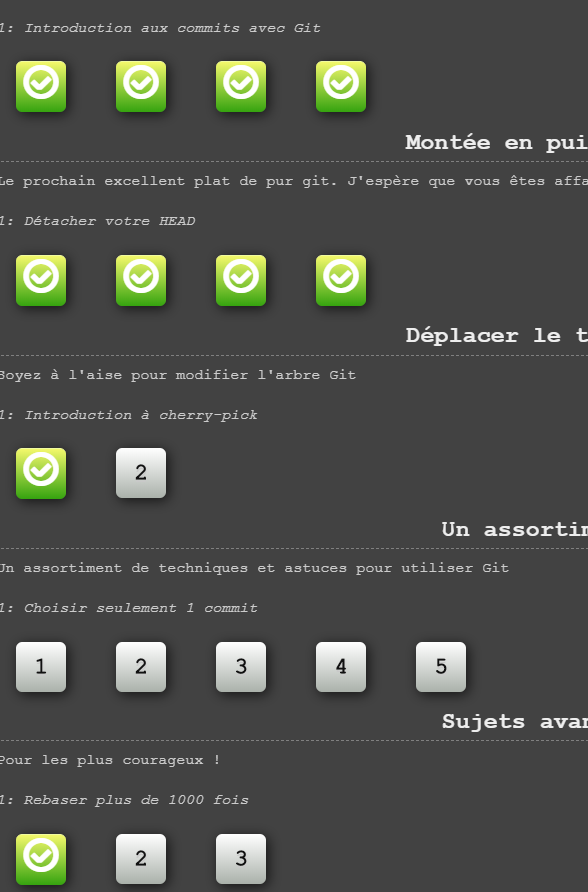 1: Introduction aux commits avec Git
Montée en pui
Le prochain excellent plat de pur git. J'espère que vous êtes affa
1: Détacher votre HEAD
Déplacer le t
Soyez à l'aise pour modifier l'arbre Git
1: Introduction à cherry-pick
2
Un assortim
Un assortiment de techniques et astuces pour utiliser Git
1: Choisir seulement 1 commit
1 2 3 4 5
Sujets avan
Pour les plus courageux !
1: Rebaser plus de 1000 fois
2 3